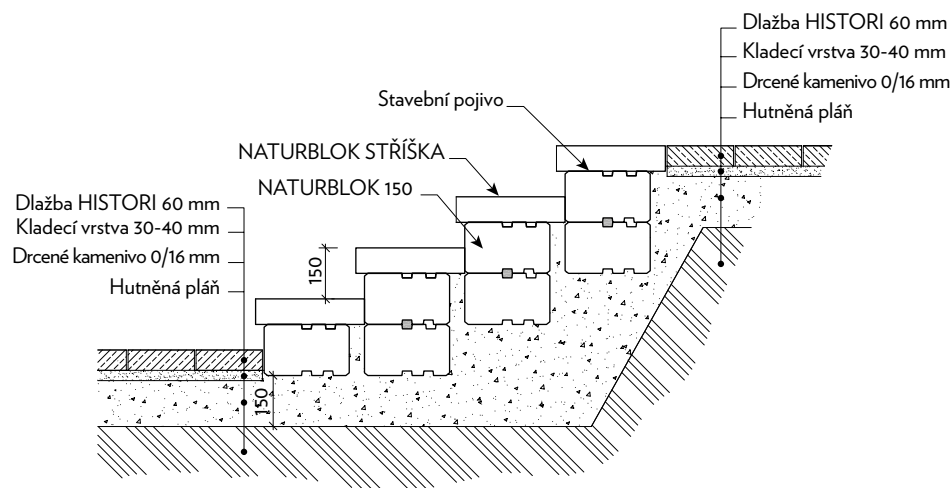 Dlažba HISTORI 60 mm
Kladecí vrstva 30-40 mm
Drcené kamenivo 0/16 mm
Hutněná pláň
Stavební pojivo
NATURBLOK STŘÍŠKA
NATURBLOK 150
Dlažba HISTORI 60 mm
Kladecí vrstva 30-40 mm
Drcené kamenivo 0/16 mm
Hutněná pláň
150
150